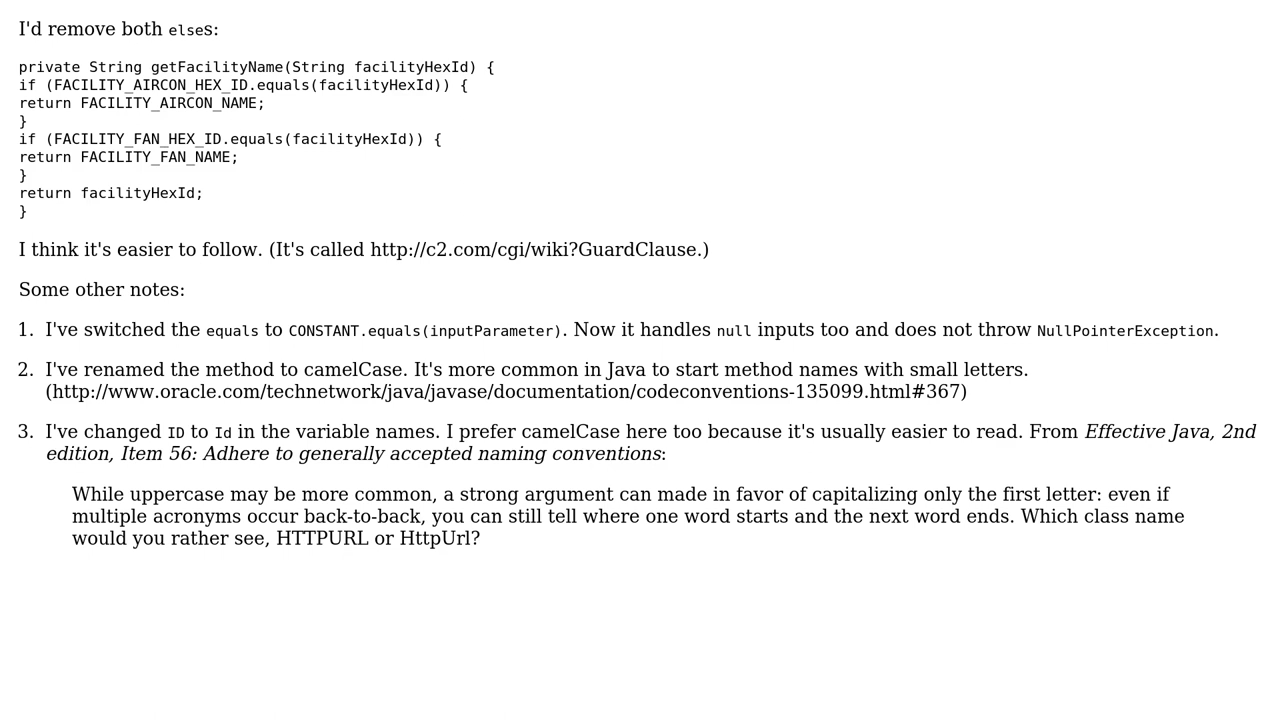 I'd remove both elses:
private String getFacilityName(String facilityHexId) {
if (FACILITY_AIRCON_HEX_ID.equals(facilityHexId)) {
return FACILITY_AIRCON_NAME;
}
if (FACILITY_FAN_HEX_ID.equals(facilityHexId)) {
return FACILITY_FAN_NAME;
}
return facilityHexId;
}
I think it's easier to follow. (It's called http://c2.com/cgi/wiki?GuardClause.)
Some other notes:
1. I've switched the equals to CONSTANT.equals(inputParameter). Now it handles null inputs too and does not throw NullPointerException.
2. I've renamed the method to camelCase. It's more common in Java to start method names with small letters.
(http://www.oracle.com/technetwork/java/javase/documentation/codeconventions-135099.html#367)
3. I've changed ID to Id in the variable names. I prefer camelCase here too because it's usually easier to read. From Effective Java, 2nd
edition, Item 56: Adhere to generally accepted naming conventions:
While uppercase may be more common, a strong argument can made in favor of capitalizing only the first letter: even if
multiple acronyms occur back-to-back, you can still tell where one word starts and the next word ends. Which class name
would you rather see, HTTPURL or HttpUrl?